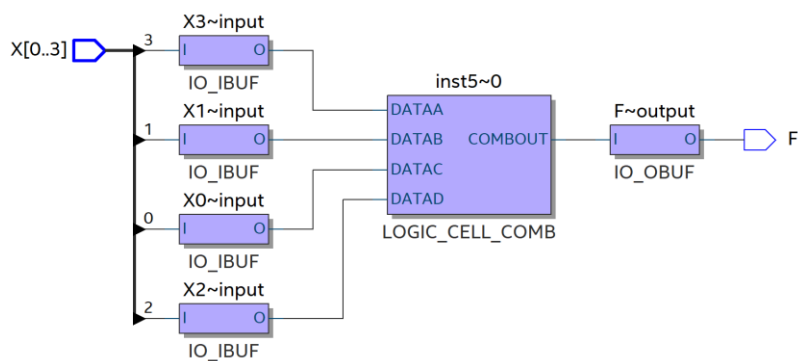 X3~input
X[0..3]
3
I
O
IO_IBUF
X1~input
1
I
O
IO_IBUF
X0~input
0
I
O
IO_IBUF
X2~input
2
I
O
IO_IBUF
inst5~0
DATAA
DATAB
COMBOUT
DATAC
DATAD
LOGIC_CELL_COMB
F~output
I
O
IO_OBUF
F